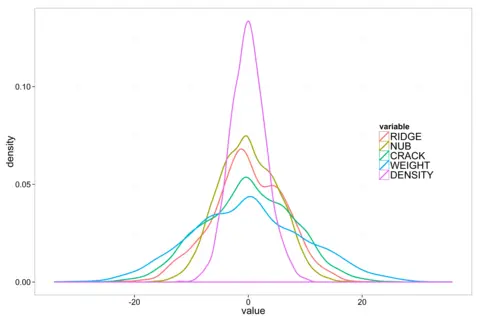 0.10
0.05
0.00
density
-20
0
20
value
variable
RIDGE
NUB
CRACK
WEIGHT
DENSITY